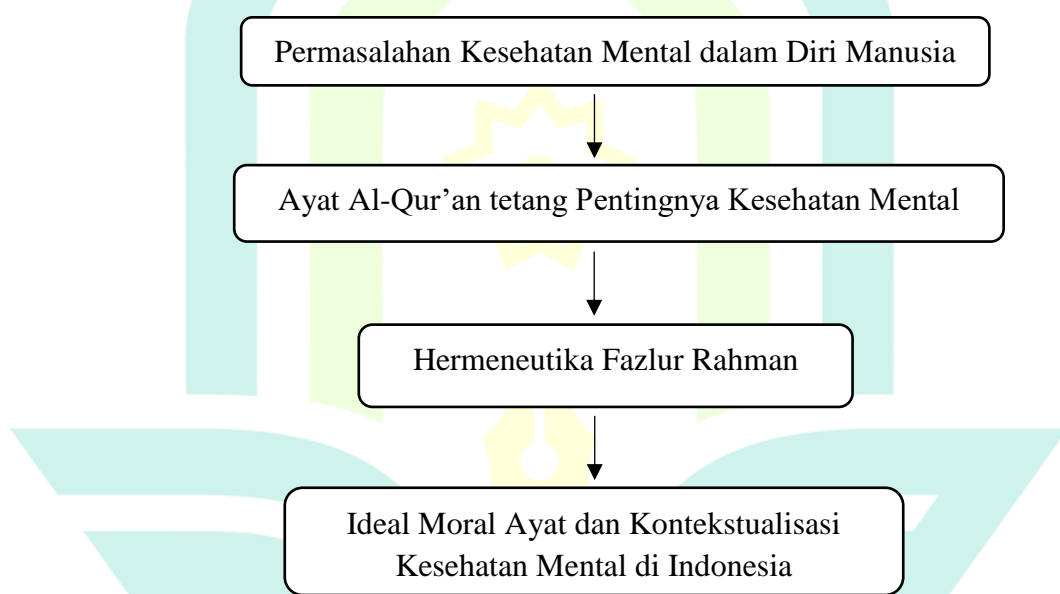 Permasalahan Kesehatan Mental dalam Diri Manusia
Ayat Al-Qur’an tetang Pentingnya Kesehatan Mental
Hermeneutika Fazlur Rahman
Ideal Moral Ayat dan Kontekstualisasi
Kesehatan Mental di Indonesia